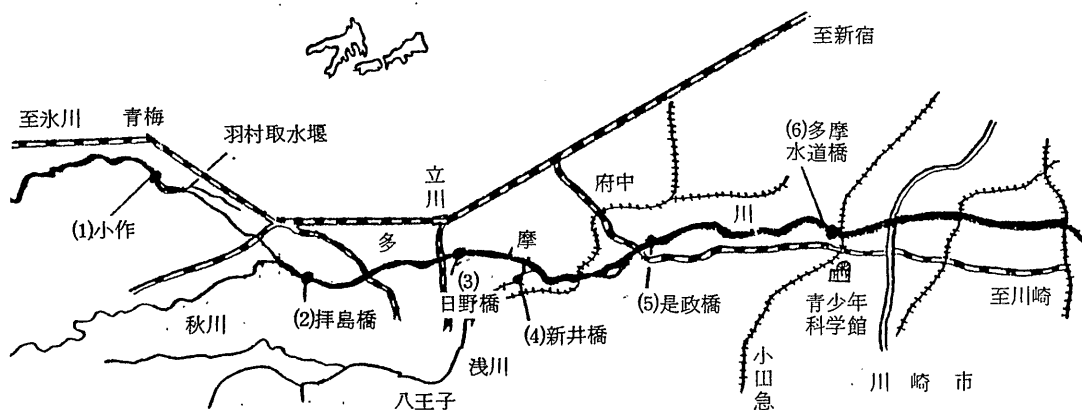 至新宿
至氷川
青梅
羽村取水堰
(6)多摩
水道橋
立川
府中
(1)小作
多
摩
川
(3)
日野橋
(2)拝島橋
(4)新井橋
(5)是政橋
秋川
浅川
八王子
青少年
科学館
至川崎
小田急
川崎市